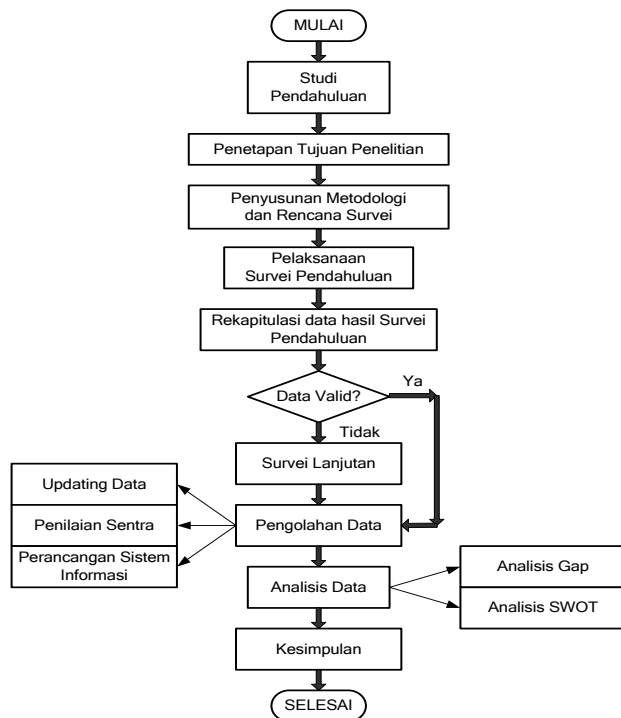 MULAI
Studi
Pendahuluan
Penetapan Tujuan Penelitian
Penyusunan Metodologi
dan Rencana Survei
Pelaksanaan
Survei Pendahuluan
Rekapitulasi data hasil Survei
Pendahuluan
Data Valid?
Ya
Tidak
Survei Lanjutan
Pengolahan Data
Updating Data
Penilaian Sentra
Perancangan Sistem
Informasi
Analisis Data
Analisis Gap
Analisis SWOT
Kesimpulan
SELESAI